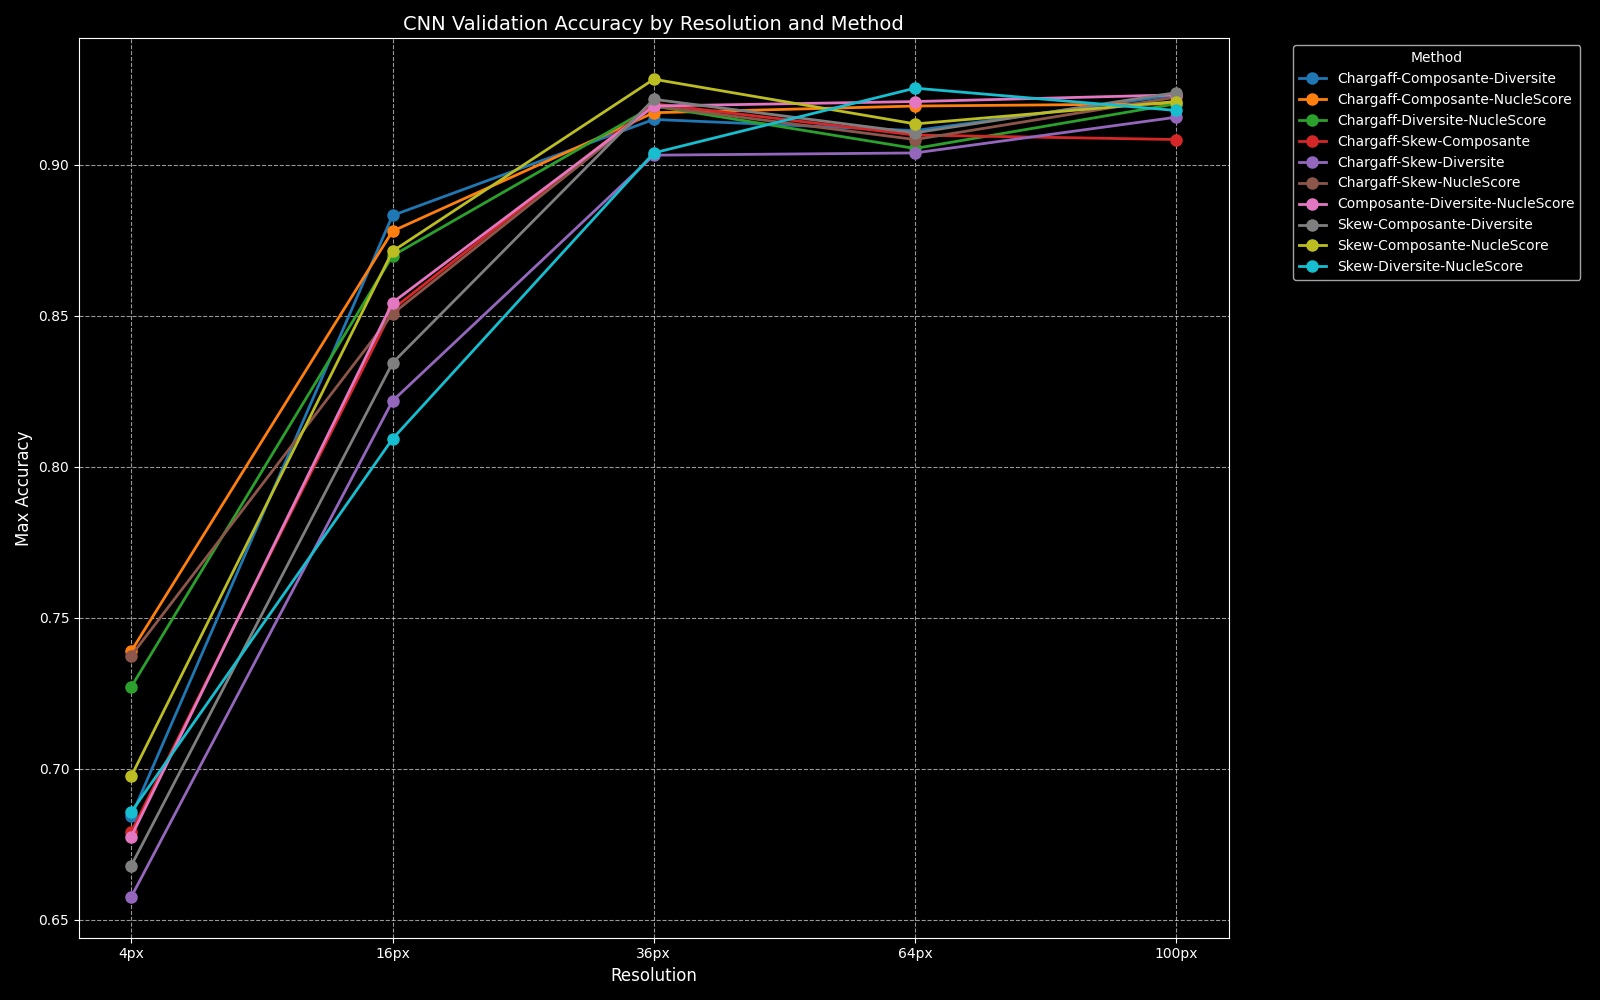 CNN Validation Accuracy by Resolution and Method
Max Accuracy
0.90
0.85
0.80
0.75
0.70
0.65
4px
16px
36px
64px
100px
Resolution
Method
Chargaff-Composante-Diversite
Chargaff-Composante-NucleScore
Chargaff-Diversite-NucleScore
Chargaff-Skew-Composante
Chargaff-Skew-Diversite
Chargaff-Skew-NucleScore
Composante-Diversite-NucleScore
Skew-Composante-Diversite
Skew-Composante-NucleScore
Skew-Diversite-NucleScore